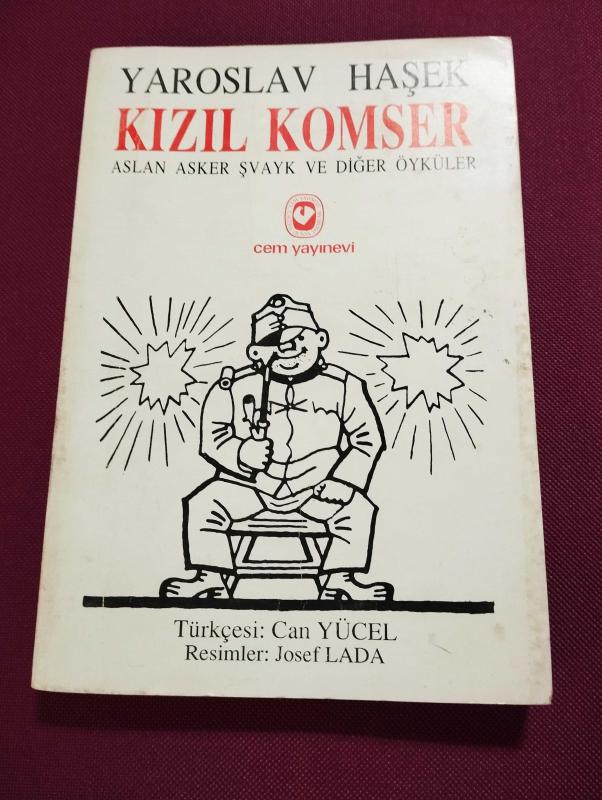 YAROSLAV HAŞEK
KIZIL KOMSER
ASLAN ASKER ŞVAYK VE DİĞER ÖYKÜLER
cem yayınevi
Türkçesi: Can YÜCEL
Resimler: Josef LADA